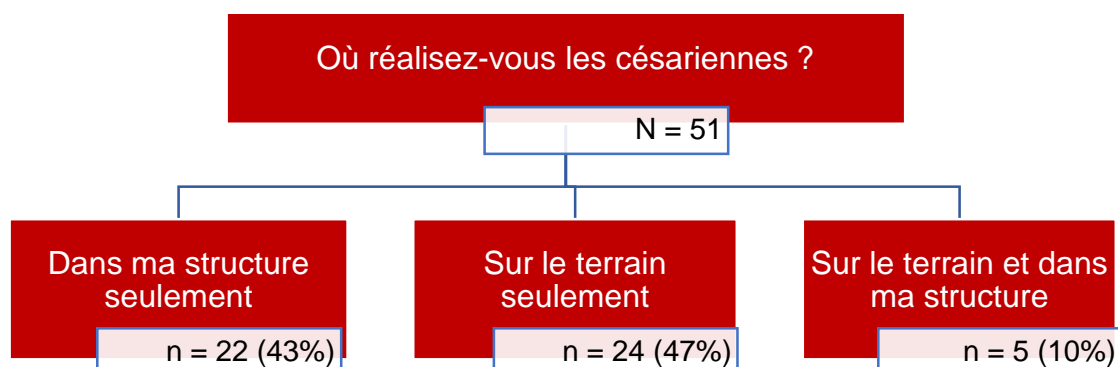 Où réalisez-vous les césariennes ?
N = 51
Dans ma structure
seulement
n = 22 (43%)
Sur le terrain
seulement
n = 24 (47%)
Sur le terrain et dans
ma structure
n = 5 (10%)